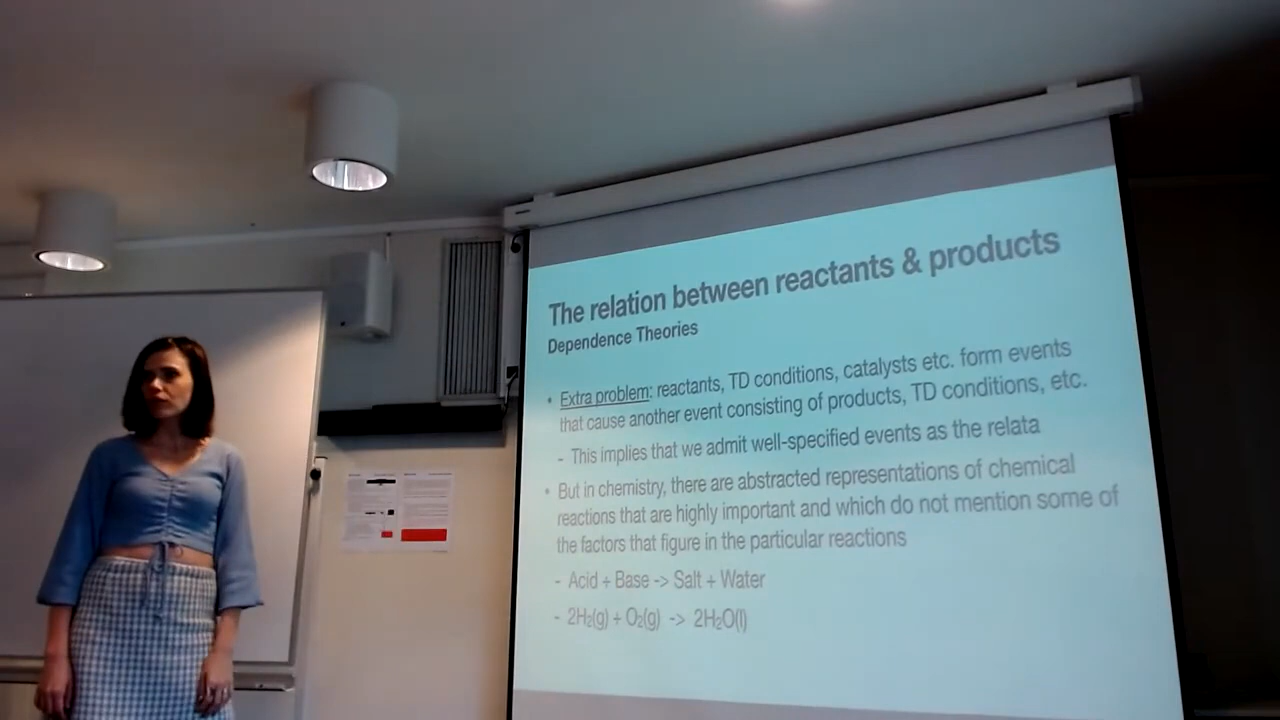 The relation between reactants & products
Dependence Theories
• Extra problem: reactants, TD conditions, catalysts etc. form events
that cause another event consisting of products, TD conditions, etc.
- This implies that we admit well-specified events as the relata
• But in chemistry, there are abstracted representations of chemical
reactions that are highly important and which do not mention some of
the factors that figure in the particular reactions
- Acid + Base -> Salt + Water
- 2H₂(g) + O₂(g) -> 2H₂O(l)